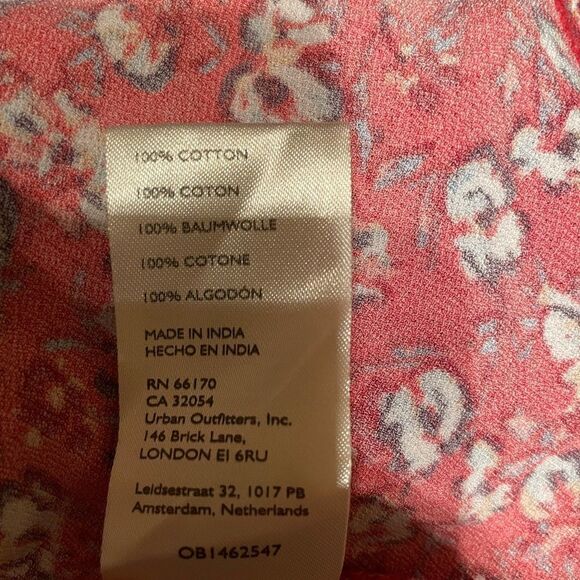 100% COTTON
100% COTON
100% BAUMWOLLE
100% COTONE
100% ALGODÓN
MADE IN INDIA
HECHO EN INDIA
RN 66170
CA 32054
Urban Outfitters, Inc.
146 Brick Lane,
LONDON E1 6RU
Leidsestraat 32, 1017 PB
Amsterdam, Netherlands
OB1462547